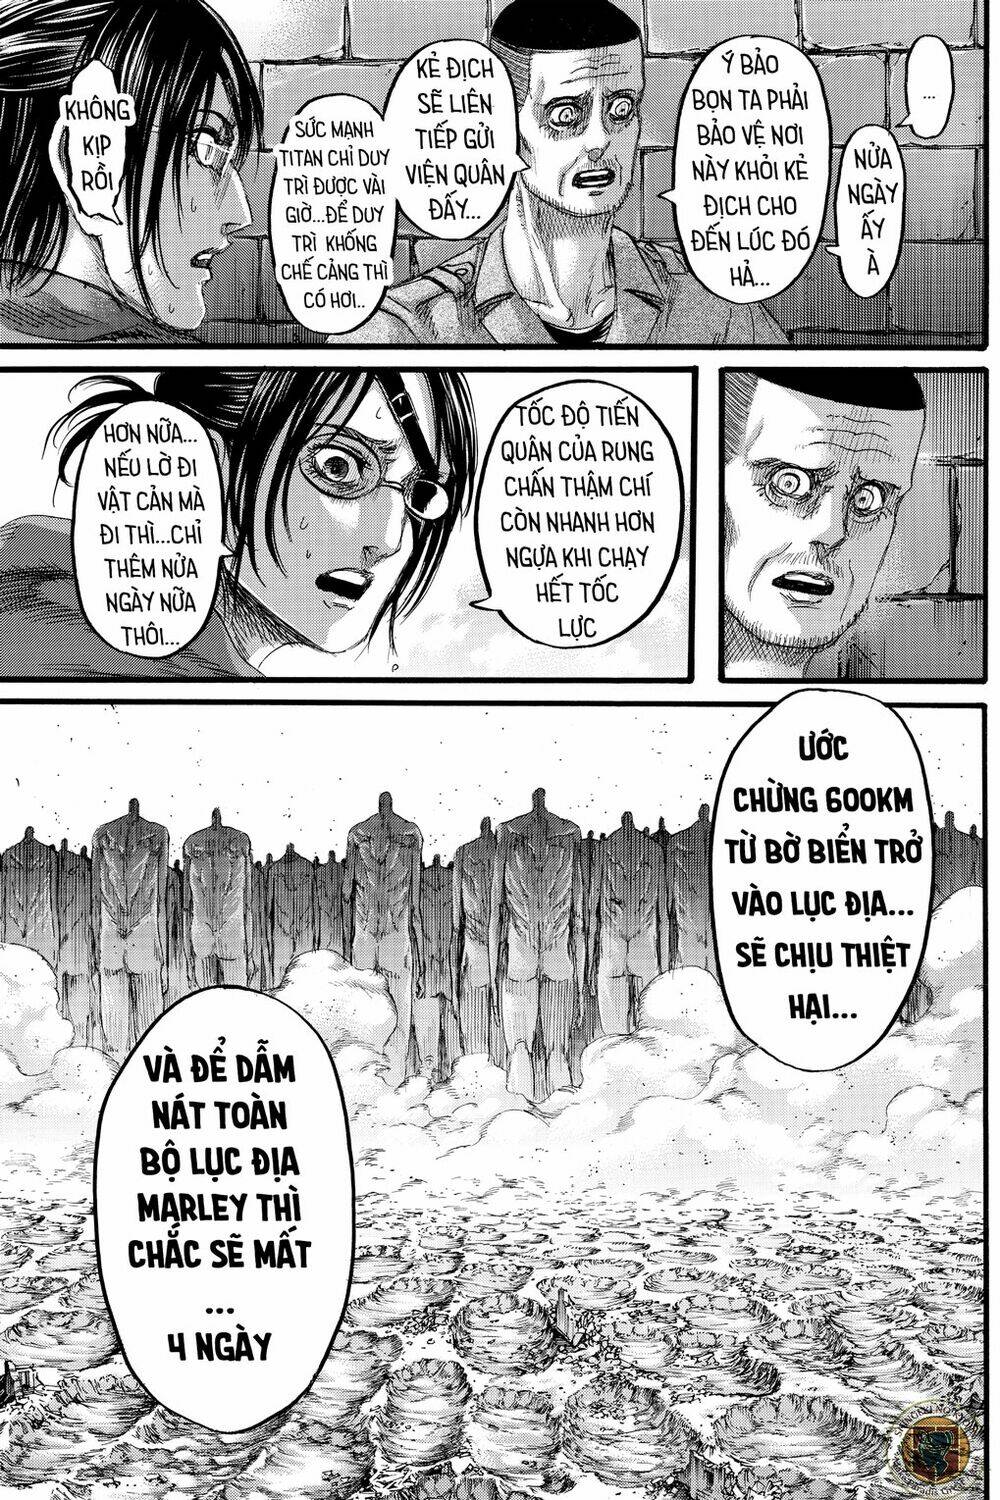 ...
NỬA
NGÀY
ẤY
À
Ý BẢO
BỌN TA PHẢI
BẢO VỆ NƠI
NÀY KHỎI KẺ
ĐỊCH CHO
ĐẾN LÚC ĐÓ
HẢ...
KẺ ĐỊCH
SẼ LIÊN
TIẾP GỬI
VIỆN QUÂN
ĐẤY...
SỨC MẠNH
TITAN CHỈ DUY
TRÌ ĐƯỢC VÀI
GIỜ...ĐỂ DUY
TRÌ KHỐNG
CHẾ CẢNG THÌ
CÓ HƠI..
KHÔNG
KỊP
RỒI
TỐC ĐỘ TIẾN
QUÂN CỦA RUNG
CHẤN THẬM CHÍ
CÒN NHANH HƠN
NGỰA KHI CHẠY
HẾT TỐC
LỰC
HƠN NỮA...
NẾU LỜ ĐI
VẬT CẢN MÀ
ĐI THÌ...CHỈ
THÊM NỬA
NGÀY NỮA
THÔI...
ƯỚC
CHỪNG 600KM
TỪ BỜ BIỂN TRỞ
VÀO LỤC ĐỊA...
SẼ CHỊU THIỆT
HẠI...
VÀ ĐỂ DẪM
NÁT TOÀN
BỘ LỤC ĐỊA
MARLEY THÌ
CHẮC SẼ MẤT
...
4 NGÀY